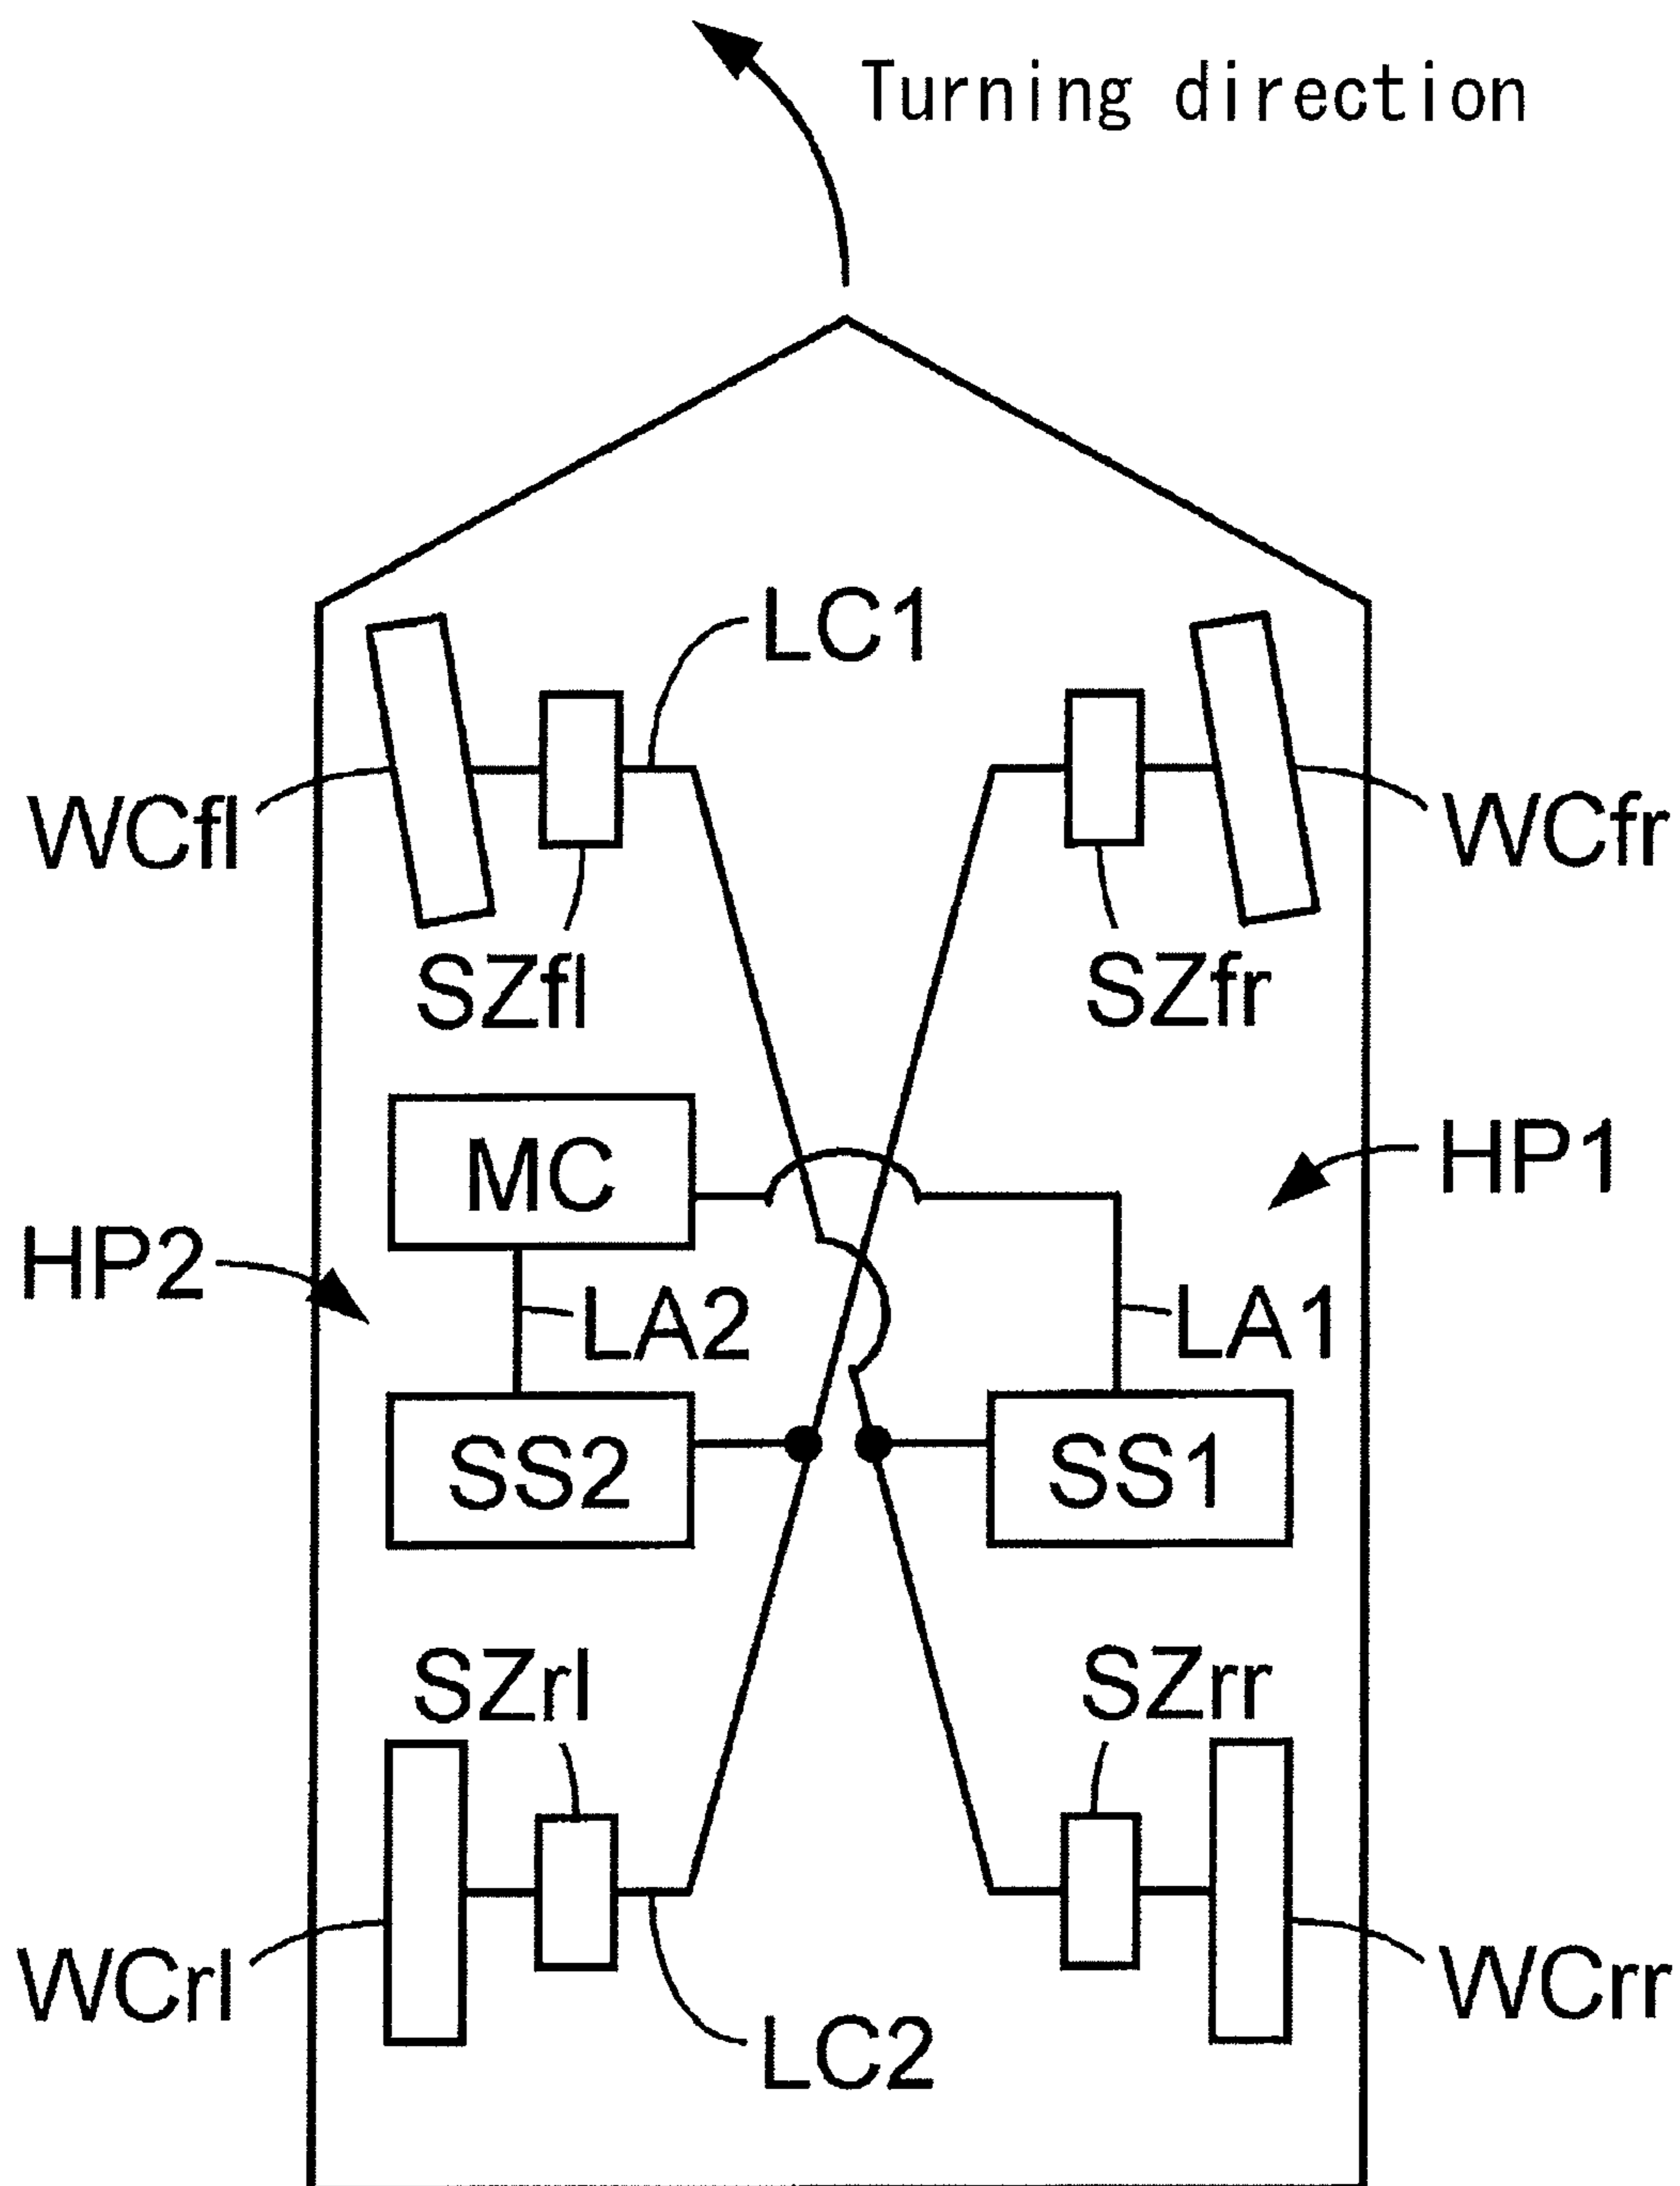 Turning direction
LC1
WCfl
WCfr
SZfl
SZfr
MC
HP1
HP2
LA2
LA1
SS2
SS1
SZrl
SZrr
WCrl
WCrr
LC2